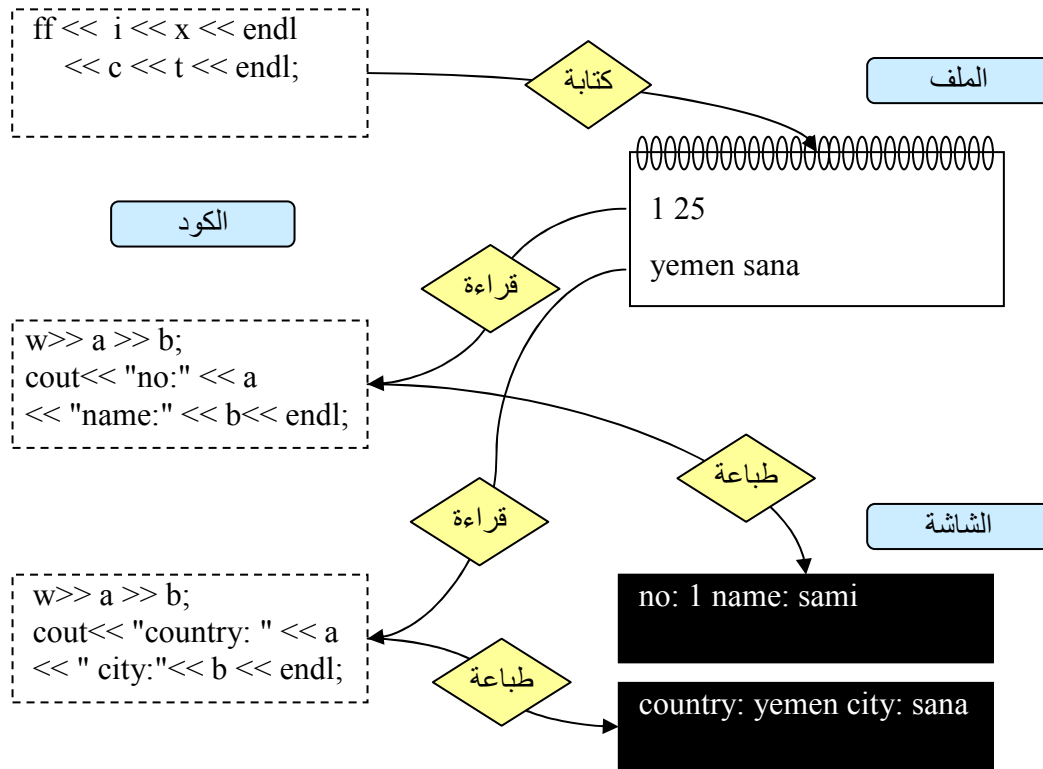 ff << i << x << endl
<< c << t << endl;
كتابة
الملف
1 25
yemen sana
الكود
قراءة
w>> a >> b;
cout<< "no:" << a
<< "name:" << b<< endl;
طباعة
قراءة
الشاشة
w>> a >> b;
cout<< "country: " << a
<< " city:"<< b << endl;
no: 1 name: sami
طباعة
country: yemen city: sana